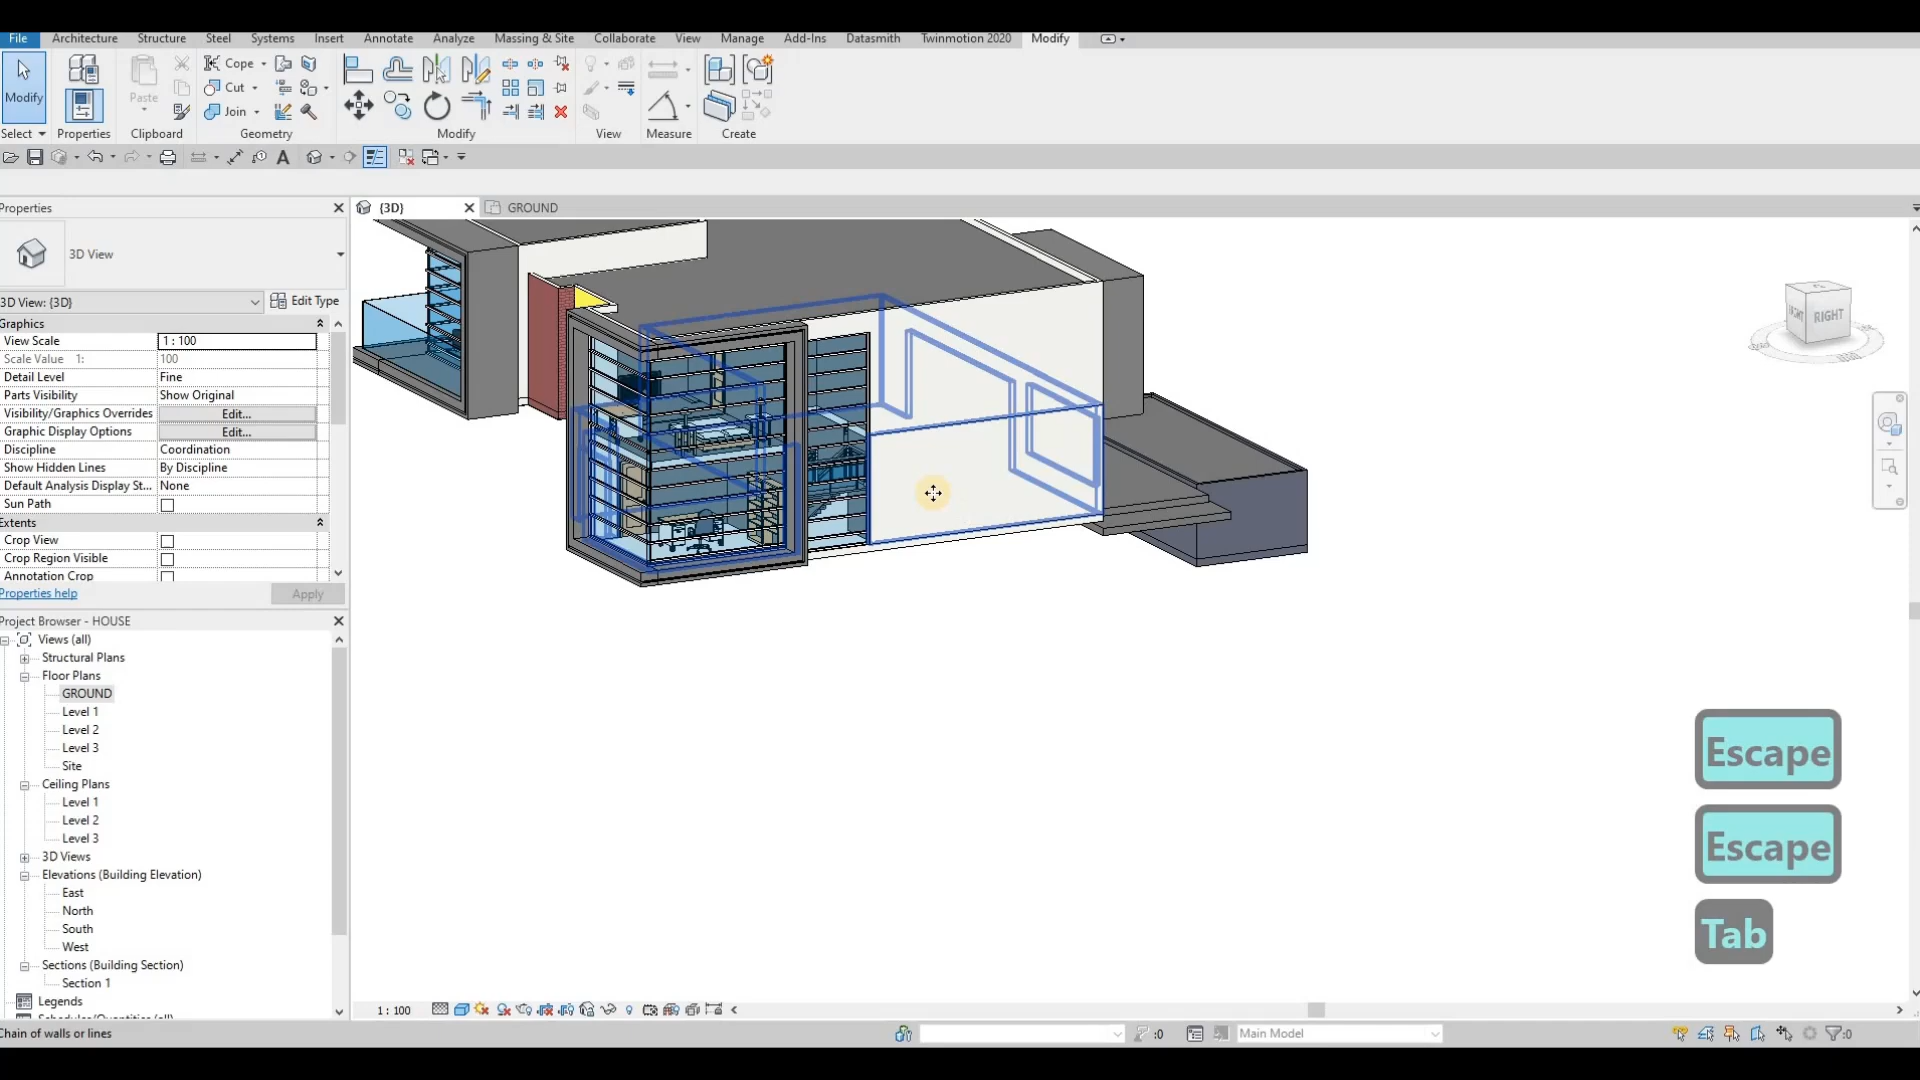 File Architecture Structure Steel Systems Insert Annotate Analyze Massing & Site Collaborate View Manage Add-Ins Datasmith Twinmotion 2020 Modify
Modify
Paste
Cope
Cut
Join
Select Properties Clipboard Geometry Modify View Measure Create
A
Properties
{3D}
GROUND
3D View
3D View: {3D}
Edit Type
Graphics
View Scale 1 : 100
Scale Value 1: 100
Detail Level Fine
Parts Visibility Show Original
Visibility/Graphics Overrides Edit...
Graphic Display Options Edit...
Discipline Coordination
Show Hidden Lines By Discipline
Default Analysis Display St... None
Sun Path
Extents
Crop View
Crop Region Visible
Annotation Crop
Properties help
Apply
Project Browser - HOUSE
Views (all)
Structural Plans
Floor Plans
GROUND
Level 1
Level 2
Level 3
Site
Ceiling Plans
Level 1
Level 2
Level 3
3D Views
Elevations (Building Elevation)
East
North
South
West
Sections (Building Section)
Section 1
Legends
RIGHT
Escape
Escape
Tab
1 : 100
Chain of walls or lines
:0
Main Model
:0